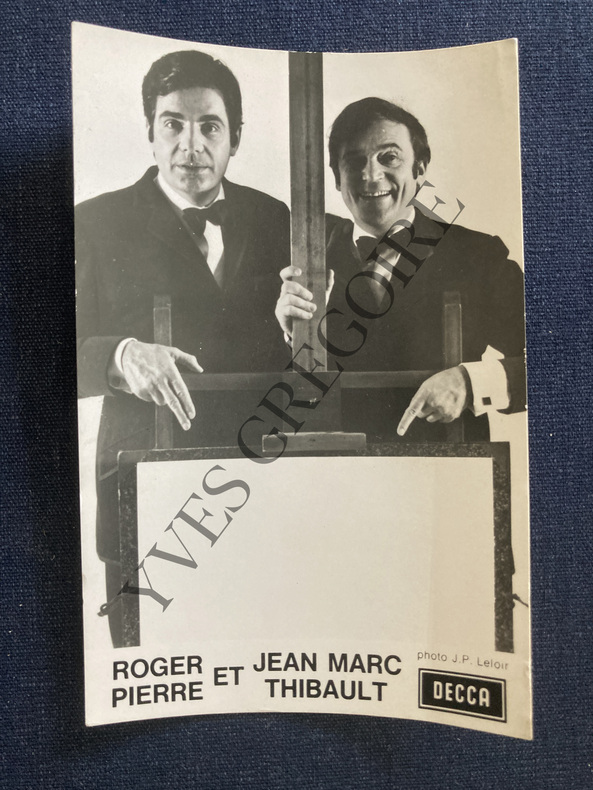 YVES GREGOIRE
ROGER PIERRE ET JEAN MARC THIBAULT
photo J.P. Leloir
DECCA